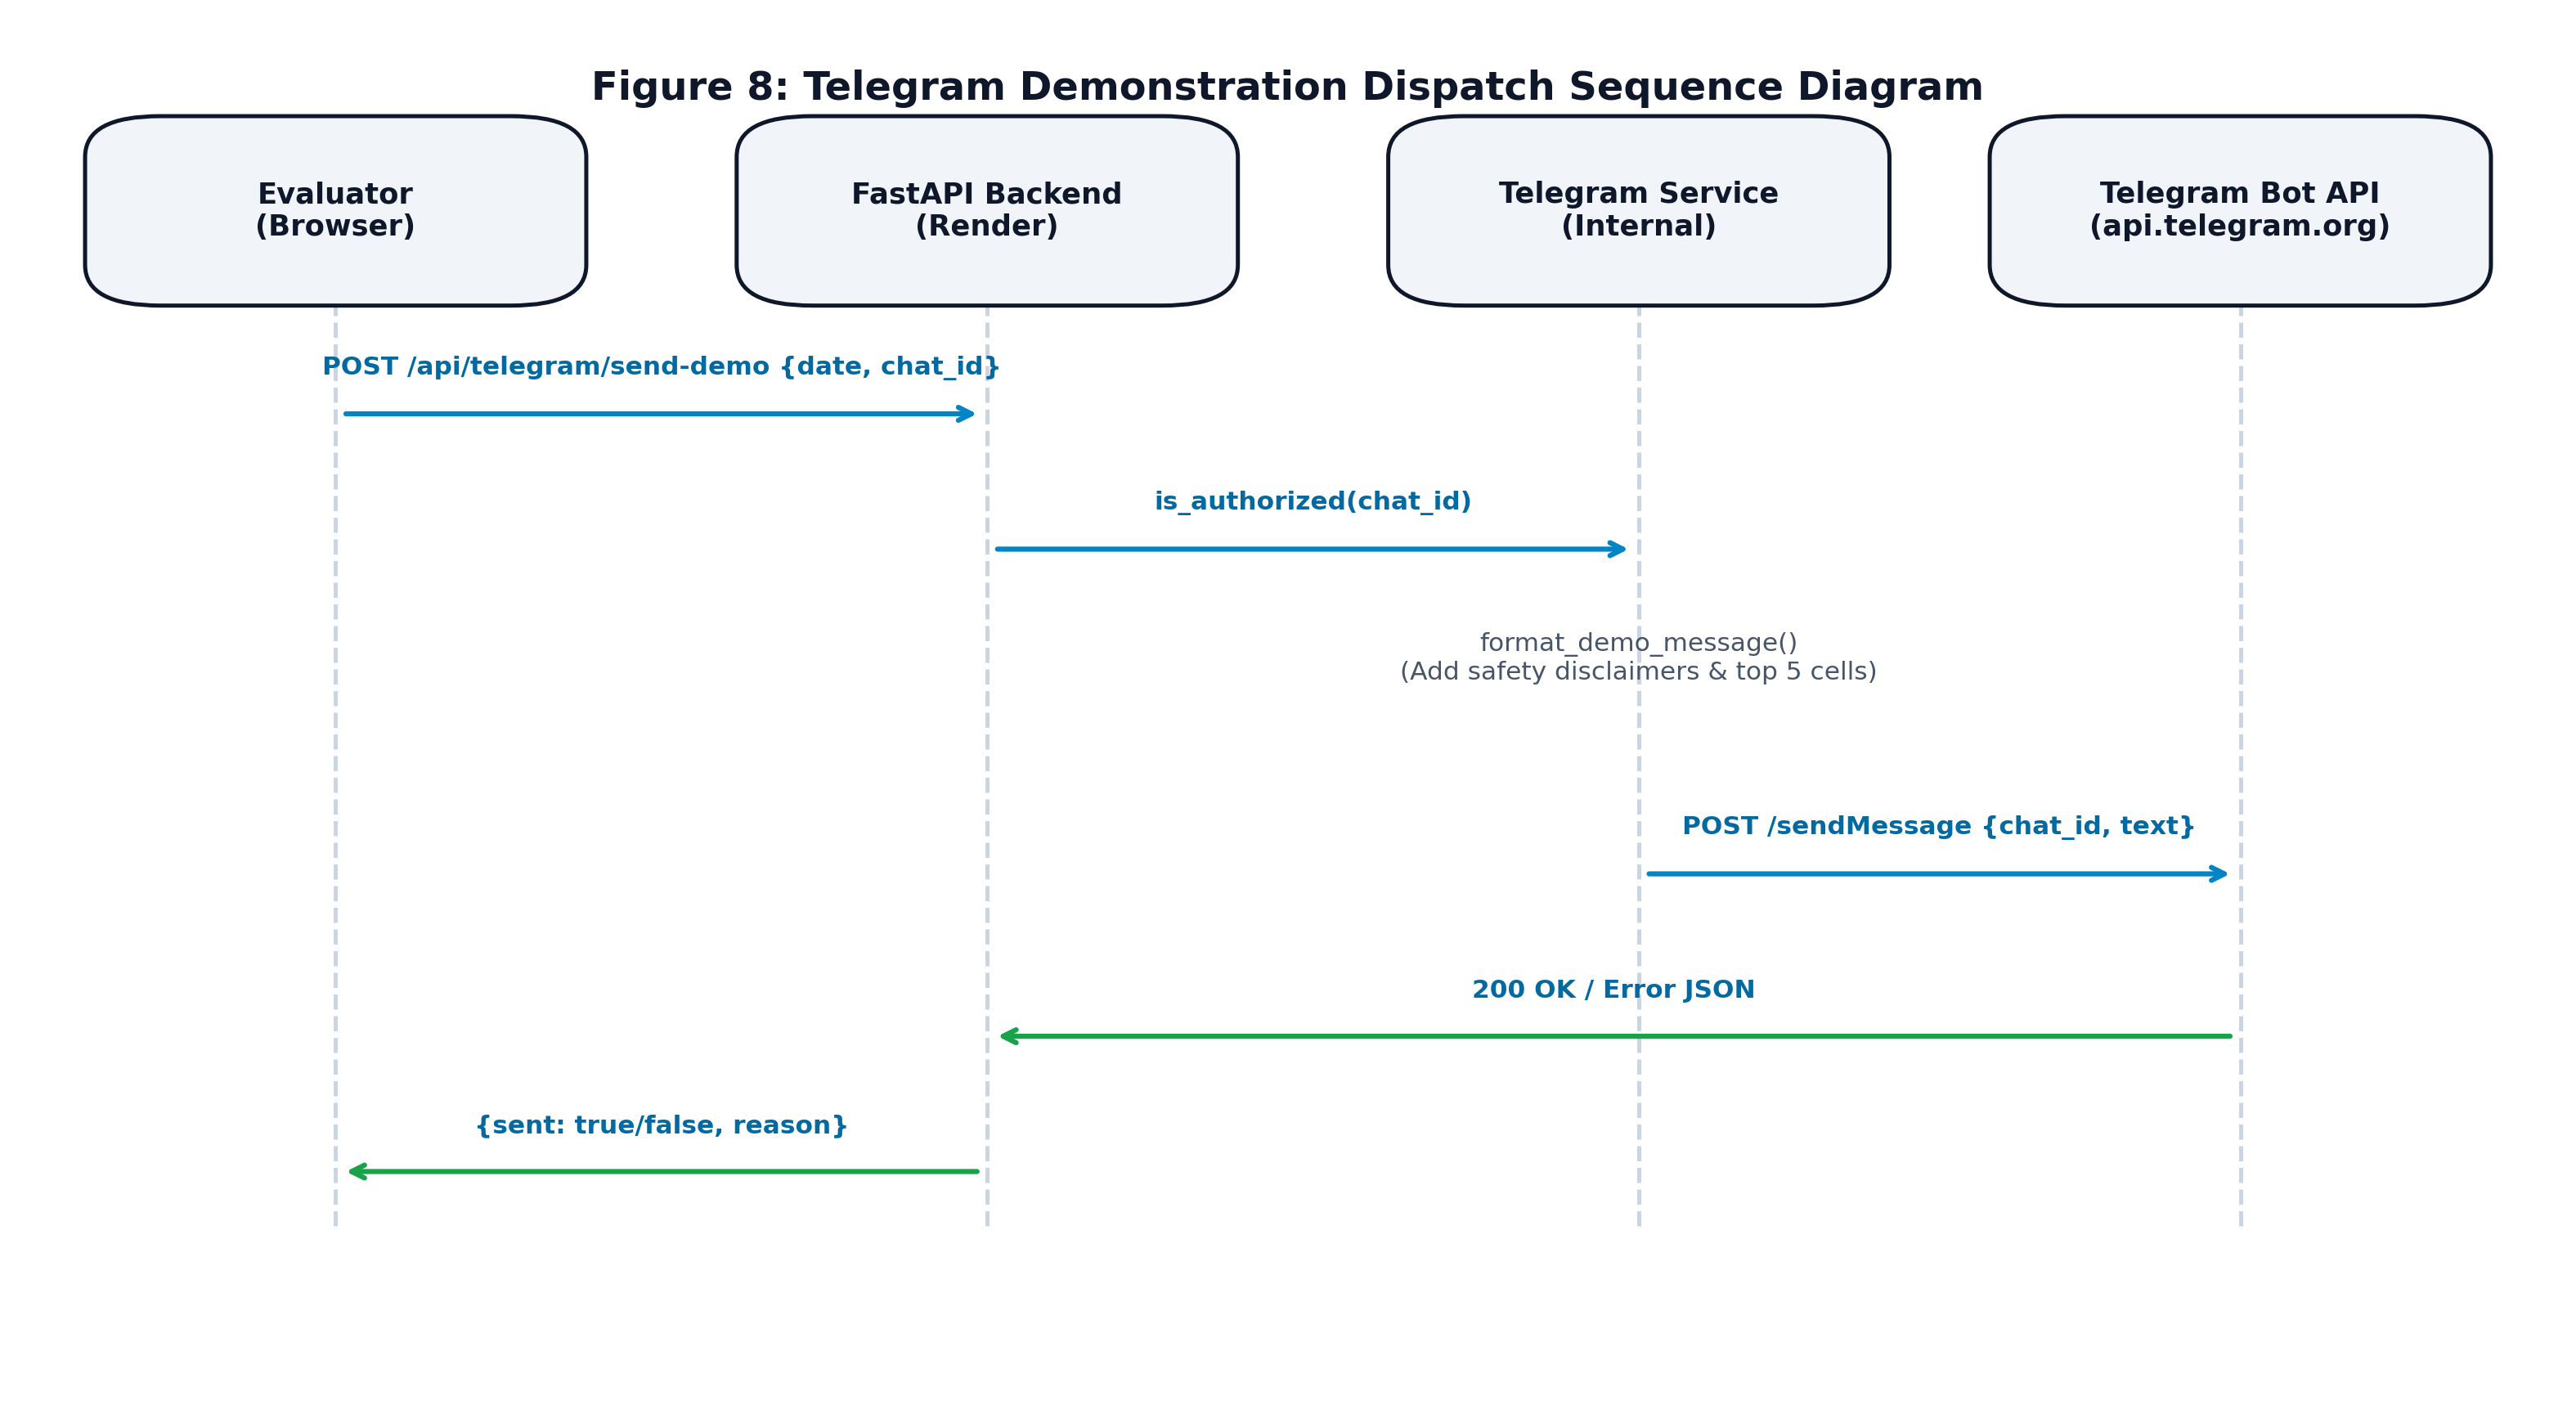 Figure 8: Telegram Demonstration Dispatch Sequence Diagram
Evaluator
(Browser)
FastAPI Backend
(Render)
Telegram Service
(Internal)
Telegram Bot API
(api.telegram.org)
POST /api/telegram/send-demo {date, chat_id}
is_authorized(chat_id)
format_demo_message()
(Add safety disclaimers & top 5 cells)
POST /sendMessage {chat_id, text}
200 OK / Error JSON
{sent: true/false, reason}